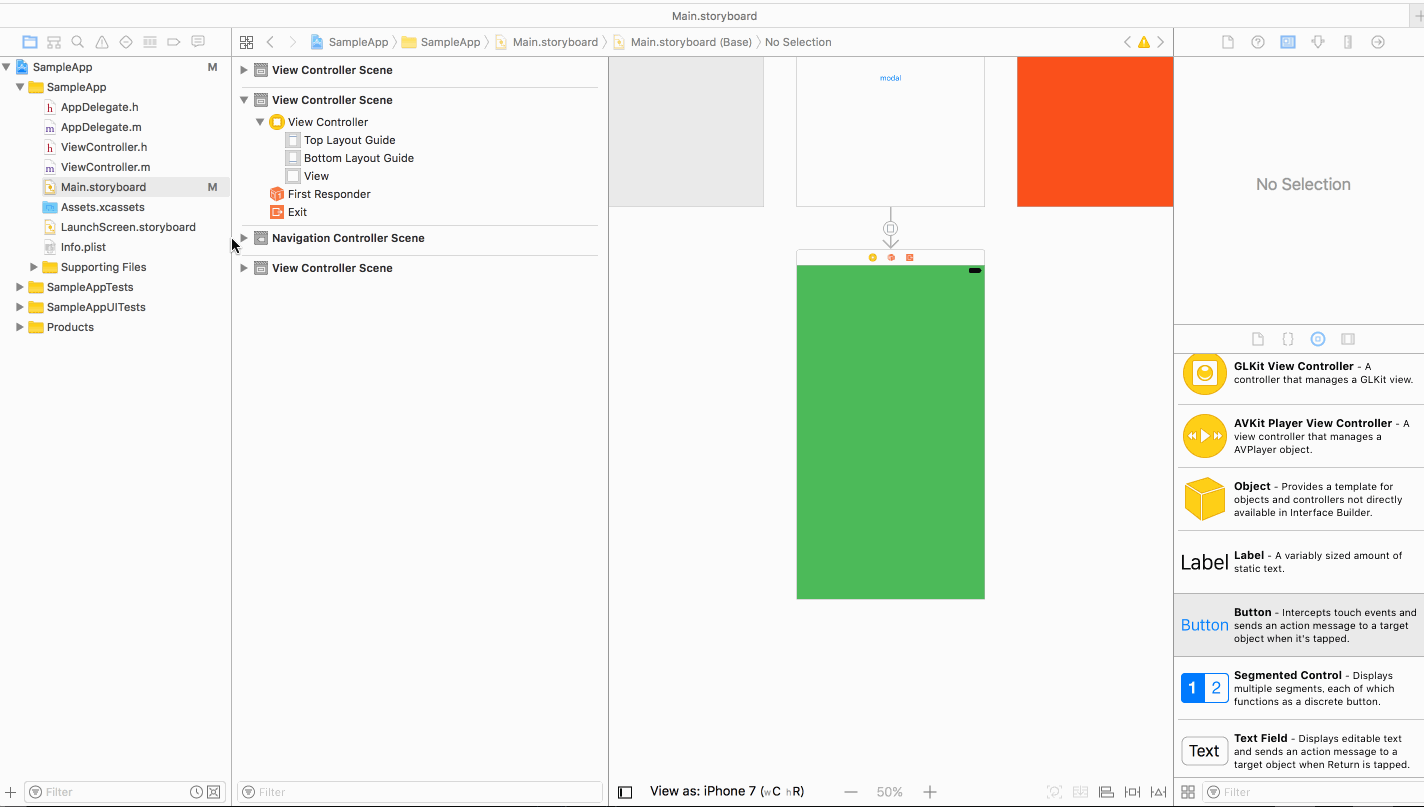 Main.storyboard
SampleApp
SampleApp
Main.storyboard
Main.storyboard (Base)
No Selection
SampleApp M
SampleApp
h AppDelegate.h
m AppDelegate.m
h ViewController.h
m ViewController.m
Main.storyboard M
Assets.xcassets
LaunchScreen.storyboard
Info.plist
Supporting Files
SampleAppTests
SampleAppUITests
Products
Filter
View Controller Scene
View Controller Scene
View Controller
Top Layout Guide
Bottom Layout Guide
View
First Responder
Exit
Navigation Controller Scene
View Controller Scene
Filter
modal
View as: iPhone 7 (wC hR)
50%
No Selection
GLKit View Controller - A
controller that manages a GLKit view.
AVKit Player View Controller - A
view controller that manages a
AVPlayer object.
Object - Provides a template for
objects and controllers not directly
available in Interface Builder.
Label
Label - A variably sized amount of
static text.
Button
Button - Intercepts touch events and
sends an action message to a target
object when it's tapped.
1 2
Segmented Control - Displays
multiple segments, each of which
functions as a discrete button.
Text
Text Field - Displays editable text
and sends an action message to a
target object when Return is tapped.
Filter